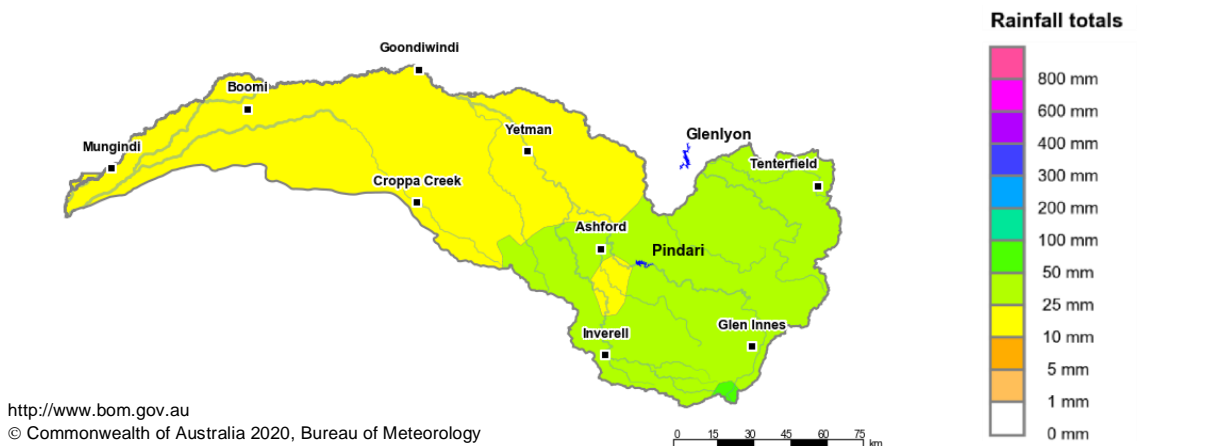 Rainfall totals
Goondiwindi
800 mm
Boomi
600 mm
Yetman
Glenlyon
400 mm
Mungindi
Tenterfield
300 mm
Croppa Creek
200 mm
Ashford
100 mm
Pindari
50 mm
25 mm
Glen Innes
Inverell
10 mm
5 mm
1 mm
http://www.bom.gov.au
0 mm
© Commonwealth of Australia 2020, Bureau of Meteorology
0 15 30 45 60 75
km